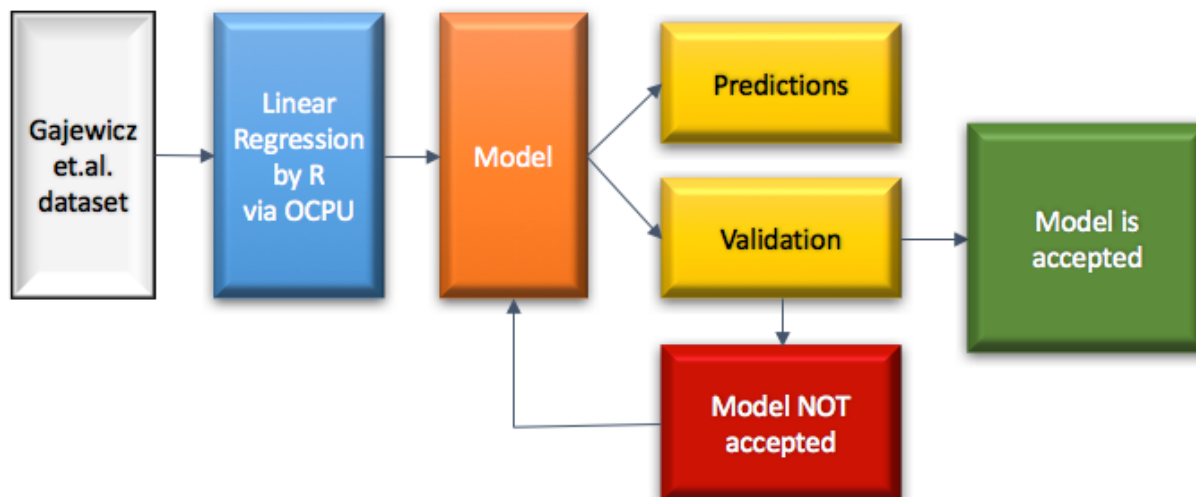 Gajewicz
et.al.
dataset
Linear
Regression
by R
via OCPU
Model
Predictions
Validation
Model is
accepted
Model NOT
accepted